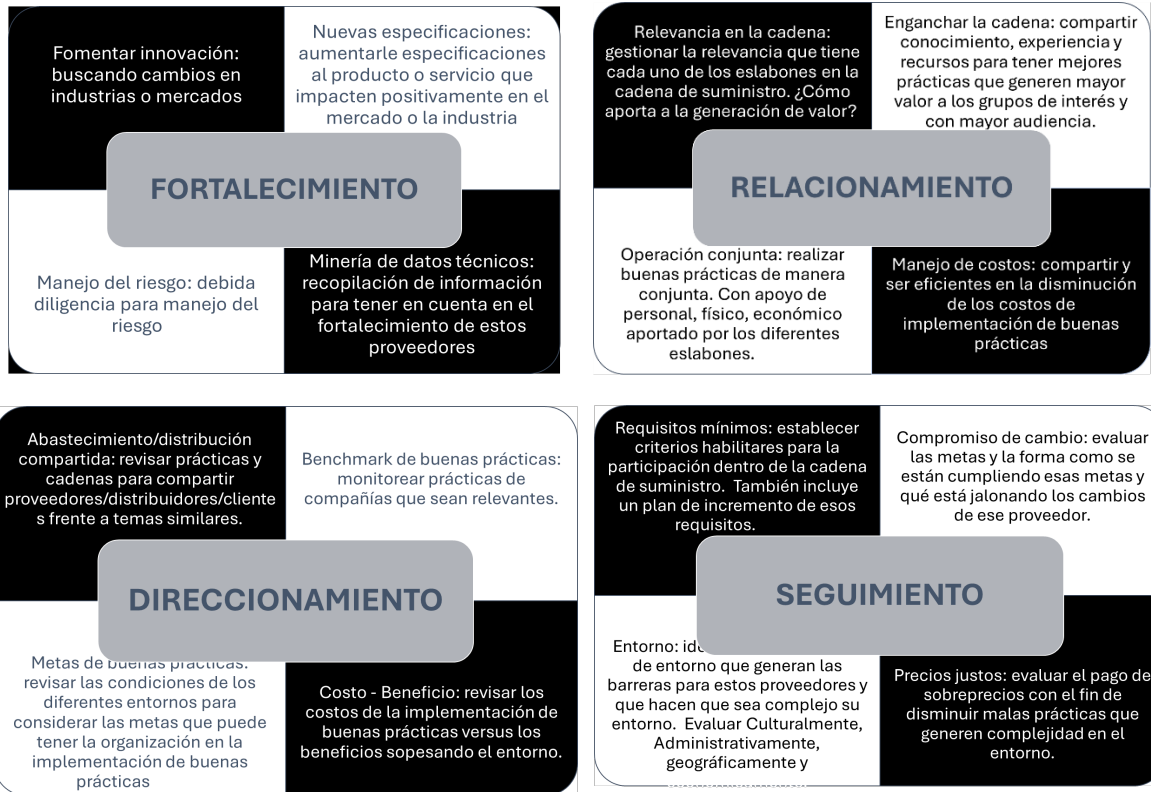 Fomentar innovación:
buscando cambios en
industrias o mercados
Nuevas especificaciones:
aumentarle especificaciones
al producto o servicio que
impacten positivamente en el
mercado o la industria
FORTALECIMIENTO
Manejo del riesgo: debida
diligencia para manejo del
riesgo
Minería de datos técnicos:
recopilación de información
para tener en cuenta en el
fortalecimiento de estos
proveedores
Relevancia en la cadena:
gestionar la relevancia que tiene
cada uno de los eslabones en la
cadena de suministro. ¿Cómo
aporta a la generación de valor?
Enganchar la cadena: compartir
conocimiento, experiencia y
recursos para tener mejores
prácticas que generen mayor
valor a los grupos de interés y
con mayor audiencia.
RELACIONAMIENTO
Operación conjunta: realizar
buenas prácticas de manera
conjunta. Con apoyo de
personal, físico, económico
aportado por los diferentes
eslabones.
Manejo de costos: compartir y
ser eficientes en la disminución
de los costos de
implementación de buenas
prácticas
Abastecimiento/distribución
compartida: revisar prácticas y
cadenas para compartir
proveedores/distribuidores/cliente
s frente a temas similares.
Benchmark de buenas prácticas:
monitorear prácticas de
compañías que sean relevantes.
DIRECCIONAMIENTO
Metas de buenas prácticas:
revisar las condiciones de los
diferentes entornos para
considerar las metas que puede
tener la organización en la
implementación de buenas
prácticas
Costo - Beneficio: revisar los
costos de la implementación de
buenas prácticas versus los
beneficios sopesando el entorno.
Requisitos mínimos: establecer
criterios habilitares para la
participación dentro de la cadena
de suministro. También incluye
un plan de incremento de esos
requisitos.
Compromiso de cambio: evaluar
las metas y la forma como se
están cumpliendo esas metas y
qué está jalonando los cambios
de ese proveedor.
SEGUIMIENTO
Entorno:
de entorno que generan las
barreras para estos proveedores y
que hacen que sea complejo su
entorno. Evaluar Culturalmente,
Administrativamente,
geográficamente y
Precios justos: evaluar el pago de
sobreprecios con el fin de
disminuir malas prácticas que
generen complejidad en el
entorno.